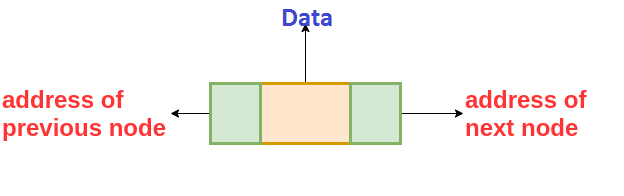 Data
address of
previous node
address of
next node